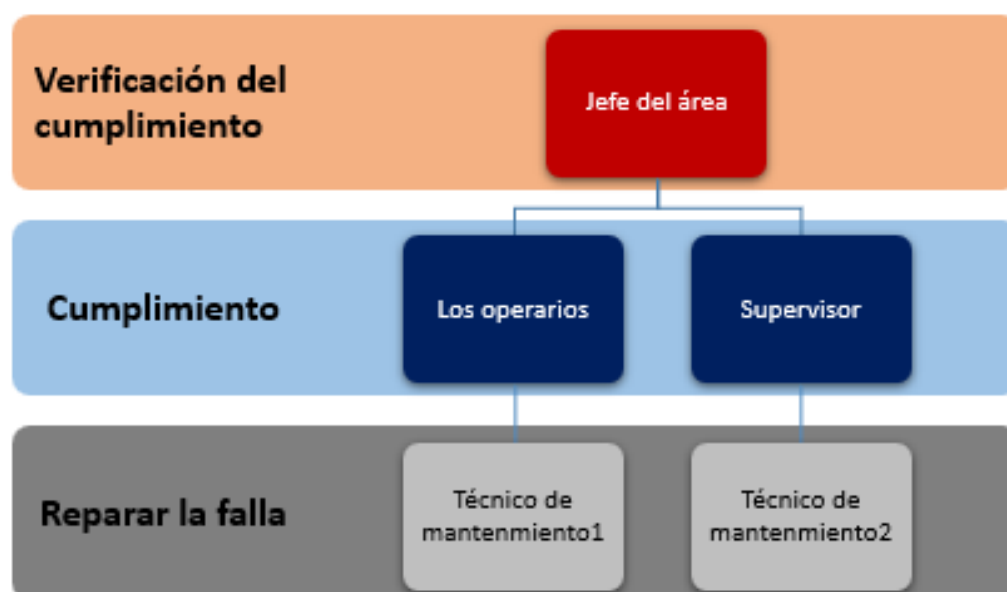 Verificación del
cumplimiento
Jefe del área
Cumplimiento
Los operarios
Supervisor
Reparar la falla
Técnico de
mantenmiento1
Técnico de
mantenmiento2